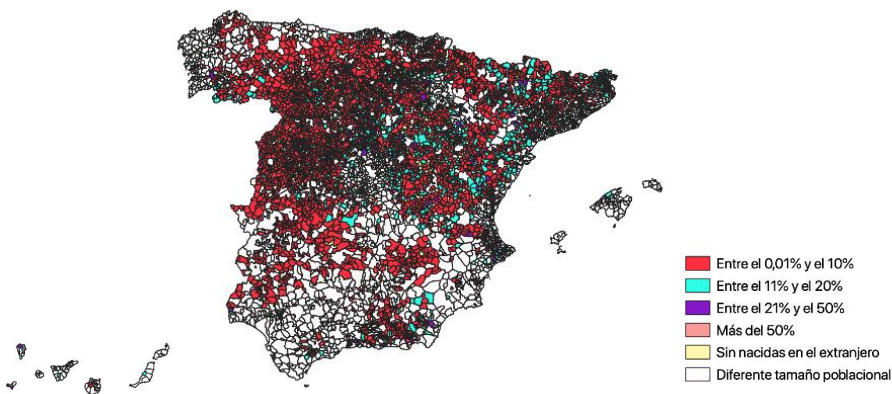 Entre el 0,01% y el 10%
Entre el 11% y el 20%
Entre el 21% y el 50%
Más del 50%
Sin nacidas en el extranjero
Diferente tamaño poblacional